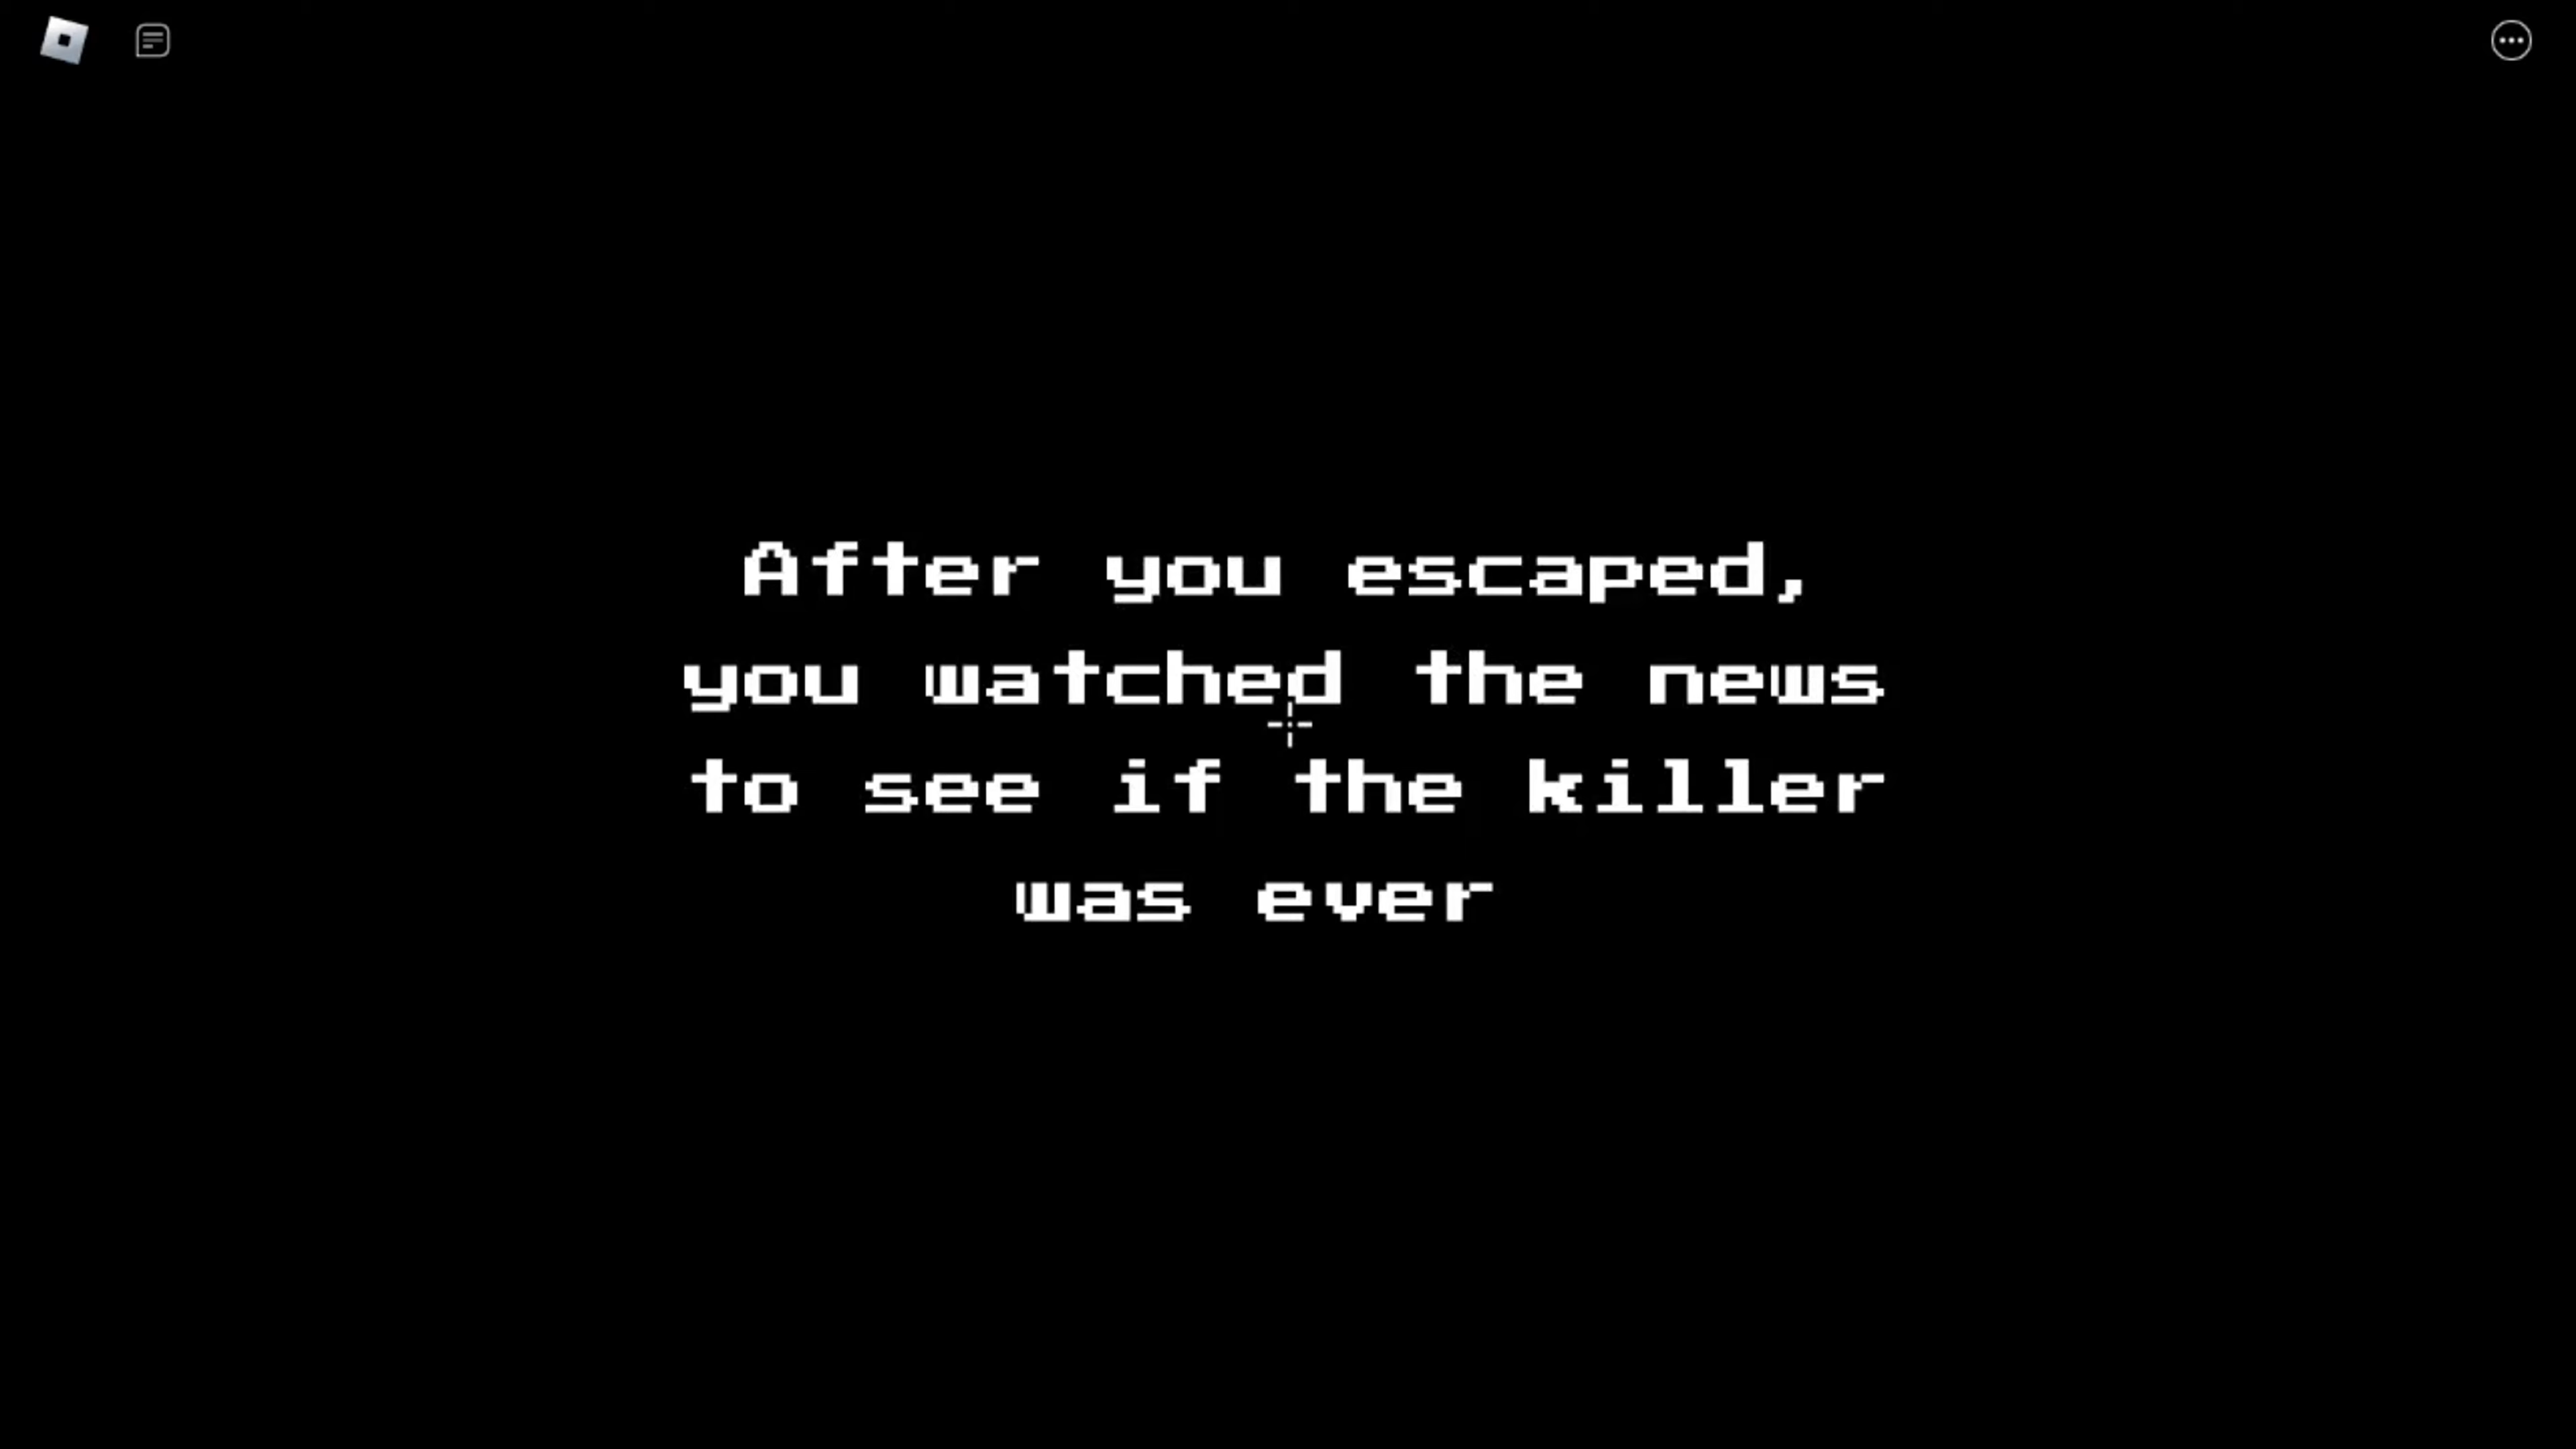 After you escaped,
you watched the news
to see if the killer
was ever